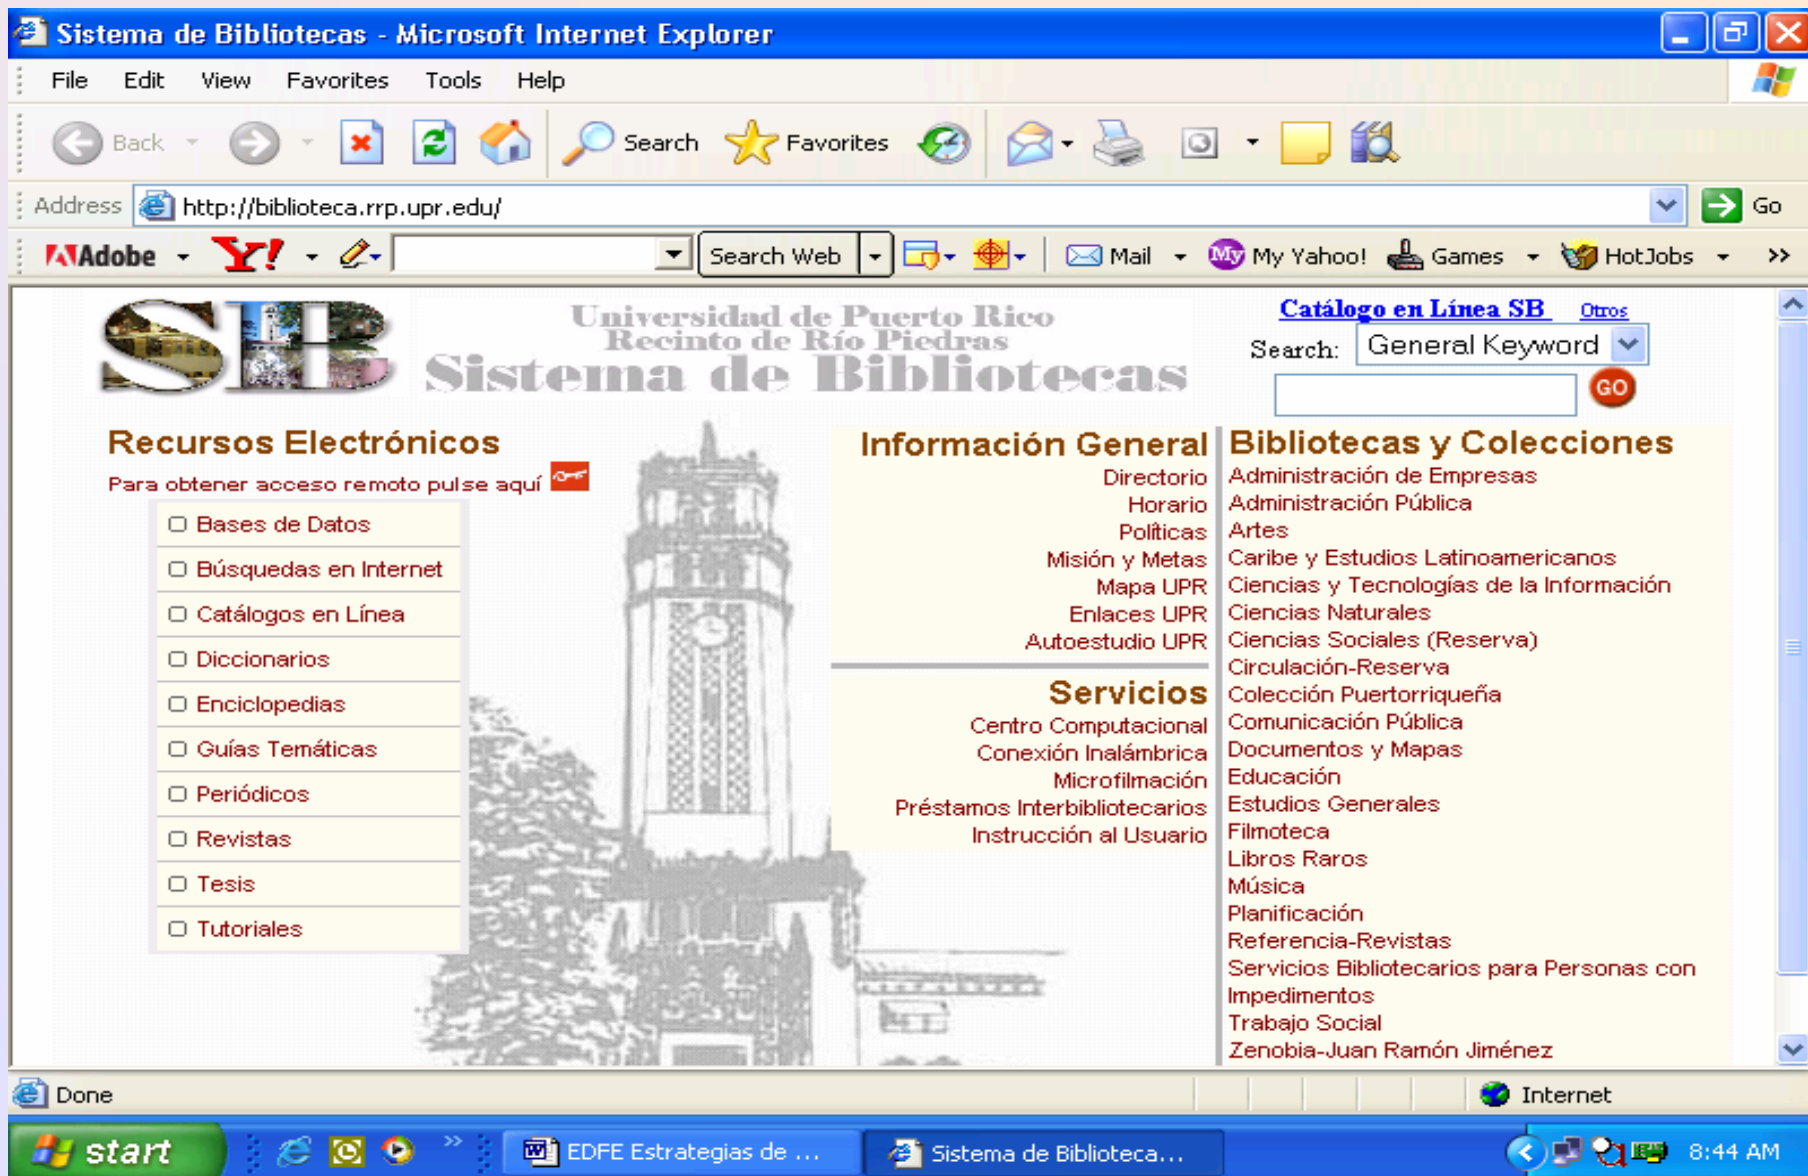 Sistema de Bibliotecas - Microsoft Internet Explorer
File Edit View Favorites Tools Help
Back Search Favorites
Address http://biblioteca.rrp.upr.edu/ Go
Adobe Y! Search Web Mail My My Yahoo! Games HotJobs >>
SB
Universidad de Puerto Rico
Recinto de Río Piedras
Sistema de Bibliotecas
Catálogo en Línea SB Otros
Search: General Keyword
GO
Recursos Electrónicos
Para obtener acceso remoto pulse aquí
Bases de Datos
Búsquedas en Internet
Catálogos en Línea
Diccionarios
Enciclopedias
Guías Temáticas
Periódicos
Revistas
Tesis
Tutoriales
Información General
Directorio
Horario
Políticas
Misión y Metas
Mapa UPR
Enlaces UPR
Autoestudio UPR
Servicios
Centro Computacional
Conexión Inalámbrica
Microfilmación
Préstamos Interbibliotecarios
Instrucción al Usuario
Bibliotecas y Colecciones
Administración de Empresas
Administración Pública
Artes
Caribe y Estudios Latinoamericanos
Ciencias y Tecnologías de la Información
Ciencias Naturales
Ciencias Sociales (Reserva)
Circulación-Reserva
Colección Puertorriqueña
Comunicación Pública
Documentos y Mapas
Educación
Estudios Generales
Filmoteca
Libros Raros
Música
Planificación
Referencia-Revistas
Servicios Bibliotecarios para Personas con
Impedimentos
Trabajo Social
Zenobia-Juan Ramón Jiménez
Done Internet
start >> EDFE Estrategias de ... Sistema de Biblioteca... 8:44 AM